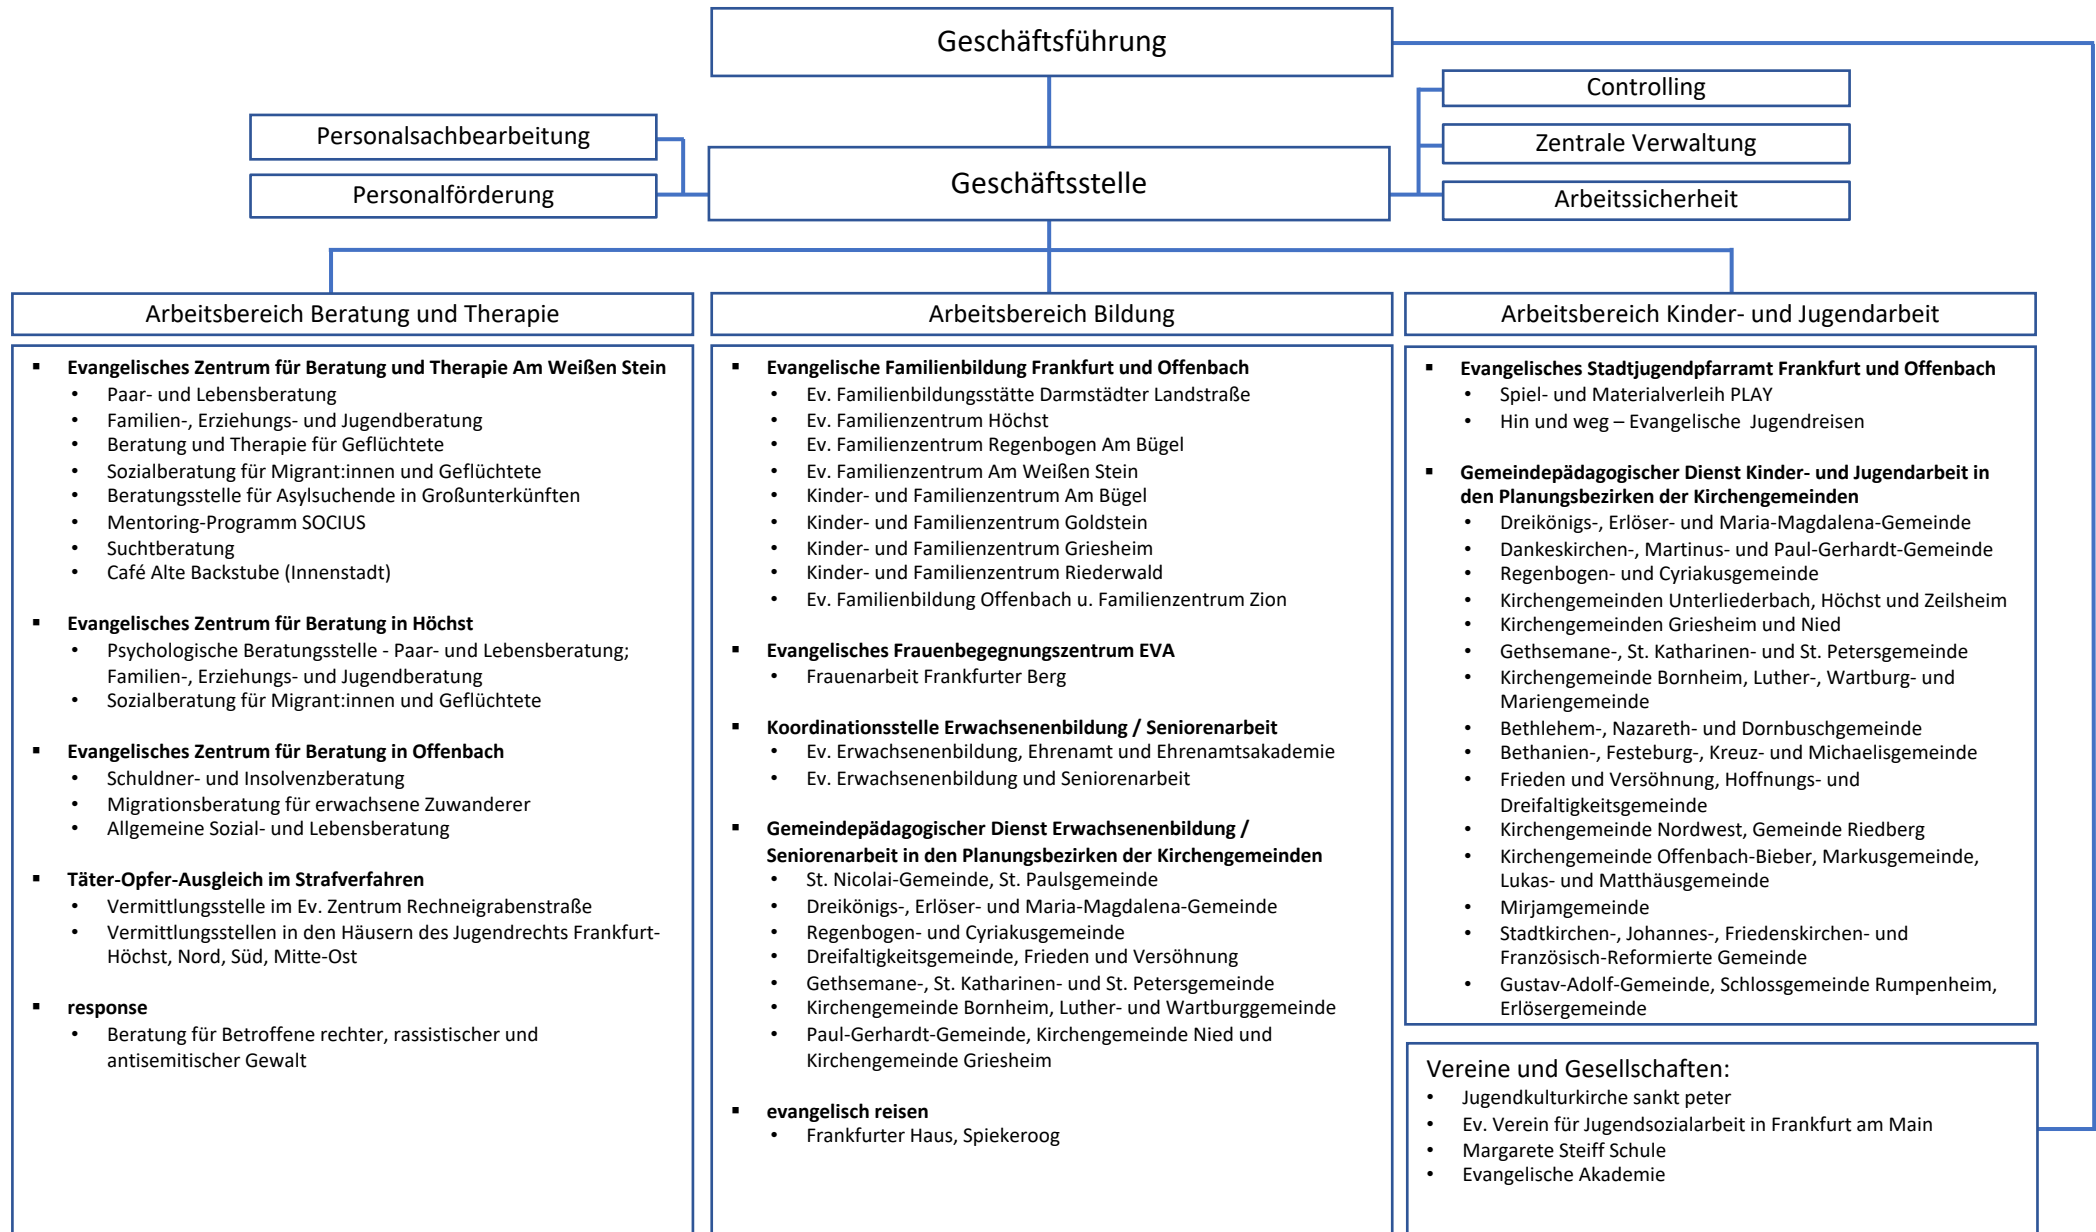 Geschäftsführung
Controlling
Personalsachbearbeitung
Zentrale Verwaltung
Geschäftsstelle
Personalförderung
Arbeitssicherheit
Arbeitsbereich Beratung und Therapie
▪ Evangelisches Zentrum für Beratung und Therapie Am Weißen Stein
• Paar- und Lebensberatung
• Familien-, Erziehungs- und Jugendberatung
• Beratung und Therapie für Geflüchtete
• Sozialberatung für Migrant:innen und Geflüchtete
• Beratungsstelle für Asylsuchende in Großunterkünften
• Mentoring-Programm SOCIUS
• Suchtberatung
• Café Alte Backstube (Innenstadt)
▪ Evangelisches Zentrum für Beratung in Höchst
• Psychologische Beratungsstelle - Paar- und Lebensberatung;
Familien-, Erziehungs- und Jugendberatung
• Sozialberatung für Migrant:innen und Geflüchtete
▪ Evangelisches Zentrum für Beratung in Offenbach
• Schuldner- und Insolvenzberatung
• Migrationsberatung für erwachsene Zuwanderer
• Allgemeine Sozial- und Lebensberatung
▪ Täter-Opfer-Ausgleich im Strafverfahren
• Vermittlungsstelle im Ev. Zentrum Rechneigrabenstraße
• Vermittlungsstellen in den Häusern des Jugendrechts Frankfurt-
Höchst, Nord, Süd, Mitte-Ost
▪ response
• Beratung für Betroffene rechter, rassistischer und
antisemitischer Gewalt
Arbeitsbereich Bildung
▪ Evangelische Familienbildung Frankfurt und Offenbach
• Ev. Familienbildungsstätte Darmstädter Landstraße
• Ev. Familienzentrum Höchst
• Ev. Familienzentrum Regenbogen Am Bügel
• Ev. Familienzentrum Am Weißen Stein
• Kinder- und Familienzentrum Am Bügel
• Kinder- und Familienzentrum Goldstein
• Kinder- und Familienzentrum Griesheim
• Kinder- und Familienzentrum Riederwald
• Ev. Familienbildung Offenbach u. Familienzentrum Zion
▪ Evangelisches Frauenbegegnungszentrum EVA
• Frauenarbeit Frankfurter Berg
▪ Koordinationsstelle Erwachsenenbildung / Seniorenarbeit
• Ev. Erwachsenenbildung, Ehrenamt und Ehrenamtsakademie
• Ev. Erwachsenenbildung und Seniorenarbeit
▪ Gemeindepädagogischer Dienst Erwachsenenbildung /
Seniorenarbeit in den Planungsbezirken der Kirchengemeinden
• St. Nicolai-Gemeinde, St. Paulsgemeinde
• Dreikönigs-, Erlöser- und Maria-Magdalena-Gemeinde
• Regenbogen- und Cyriakusgemeinde
• Dreifaltigkeitsgemeinde, Frieden und Versöhnung
• Gethsemane-, St. Katharinen- und St. Petersgemeinde
• Kirchengemeinde Bornheim, Luther- und Wartburggemeinde
• Paul-Gerhardt-Gemeinde, Kirchengemeinde Nied und
Kirchengemeinde Griesheim
▪ evangelisch reisen
• Frankfurter Haus, Spiekeroog
Arbeitsbereich Kinder- und Jugendarbeit
▪ Evangelisches Stadtjugendpfarramt Frankfurt und Offenbach
• Spiel- und Materialverleih PLAY
• Hin und weg – Evangelische Jugendreisen
▪ Gemeindepädagogischer Dienst Kinder- und Jugendarbeit in
den Planungsbezirken der Kirchengemeinden
• Dreikönigs-, Erlöser- und Maria-Magdalena-Gemeinde
• Dankeskirchen-, Martinus- und Paul-Gerhardt-Gemeinde
• Regenbogen- und Cyriakusgemeinde
• Kirchengemeinden Unterliederbach, Höchst und Zeilsheim
• Kirchengemeinden Griesheim und Nied
• Gethsemane-, St. Katharinen- und St. Petersgemeinde
• Kirchengemeinde Bornheim, Luther-, Wartburg- und
Mariengemeinde
• Bethlehem-, Nazareth- und Dornbuschgemeinde
• Bethanien-, Festeburg-, Kreuz- und Michaelisgemeinde
• Frieden und Versöhnung, Hoffnungs- und
Dreifaltigkeitsgemeinde
• Kirchengemeinde Nordwest, Gemeinde Riedberg
• Kirchengemeinde Offenbach-Bieber, Markusgemeinde,
Lukas- und Matthäusgemeinde
• Mirjamgemeinde
• Stadtkirchen-, Johannes-, Friedenskirchen- und
Französisch-Reformierte Gemeinde
• Gustav-Adolf-Gemeinde, Schlossgemeinde Rumpenheim,
Erlösergemeinde
Vereine und Gesellschaften:
• Jugendkulturkirche sankt peter
• Ev. Verein für Jugendsozialarbeit in Frankfurt am Main
• Margarete Steiff Schule
• Evangelische Akademie